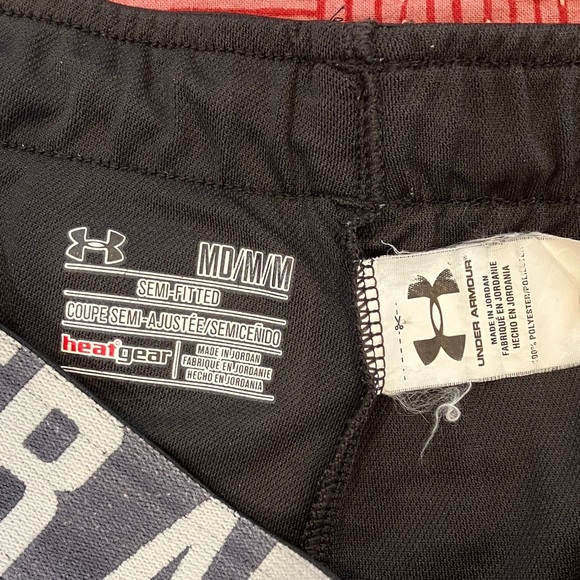 MD/M/M
SEMI-FITTED
COUPE SEMI-AJUSTÉE/SEMICEÑIDO
heatgear
MADE IN JORDAN
FABRIQUÉ EN JORDANIE
HECHO EN JORDANIA
UNDER ARMOUR
MADE IN JORDAN
FABRIQUÉ EN JORDANIE
HECHO EN JORDANIA
100% POLYESTER/